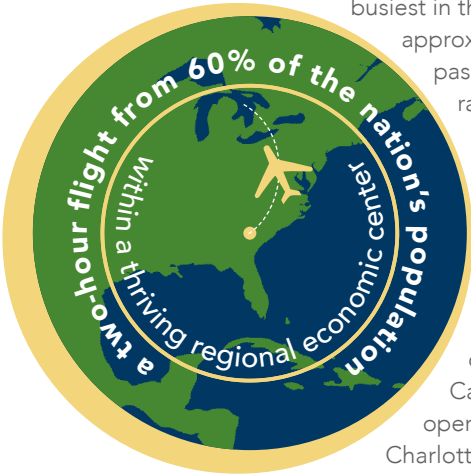 busiest in th
approx
pas
ra
a two-hour flight from 60% of the nation's population
within a thriving regional economic center
Ca
oper
Charlott